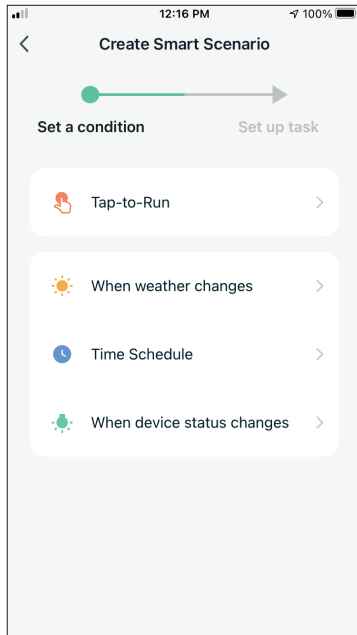 12:16 PM 100%
Create Smart Scenario
Set a condition Set up task
Tap-to-Run
When weather changes
Time Schedule
When device status changes